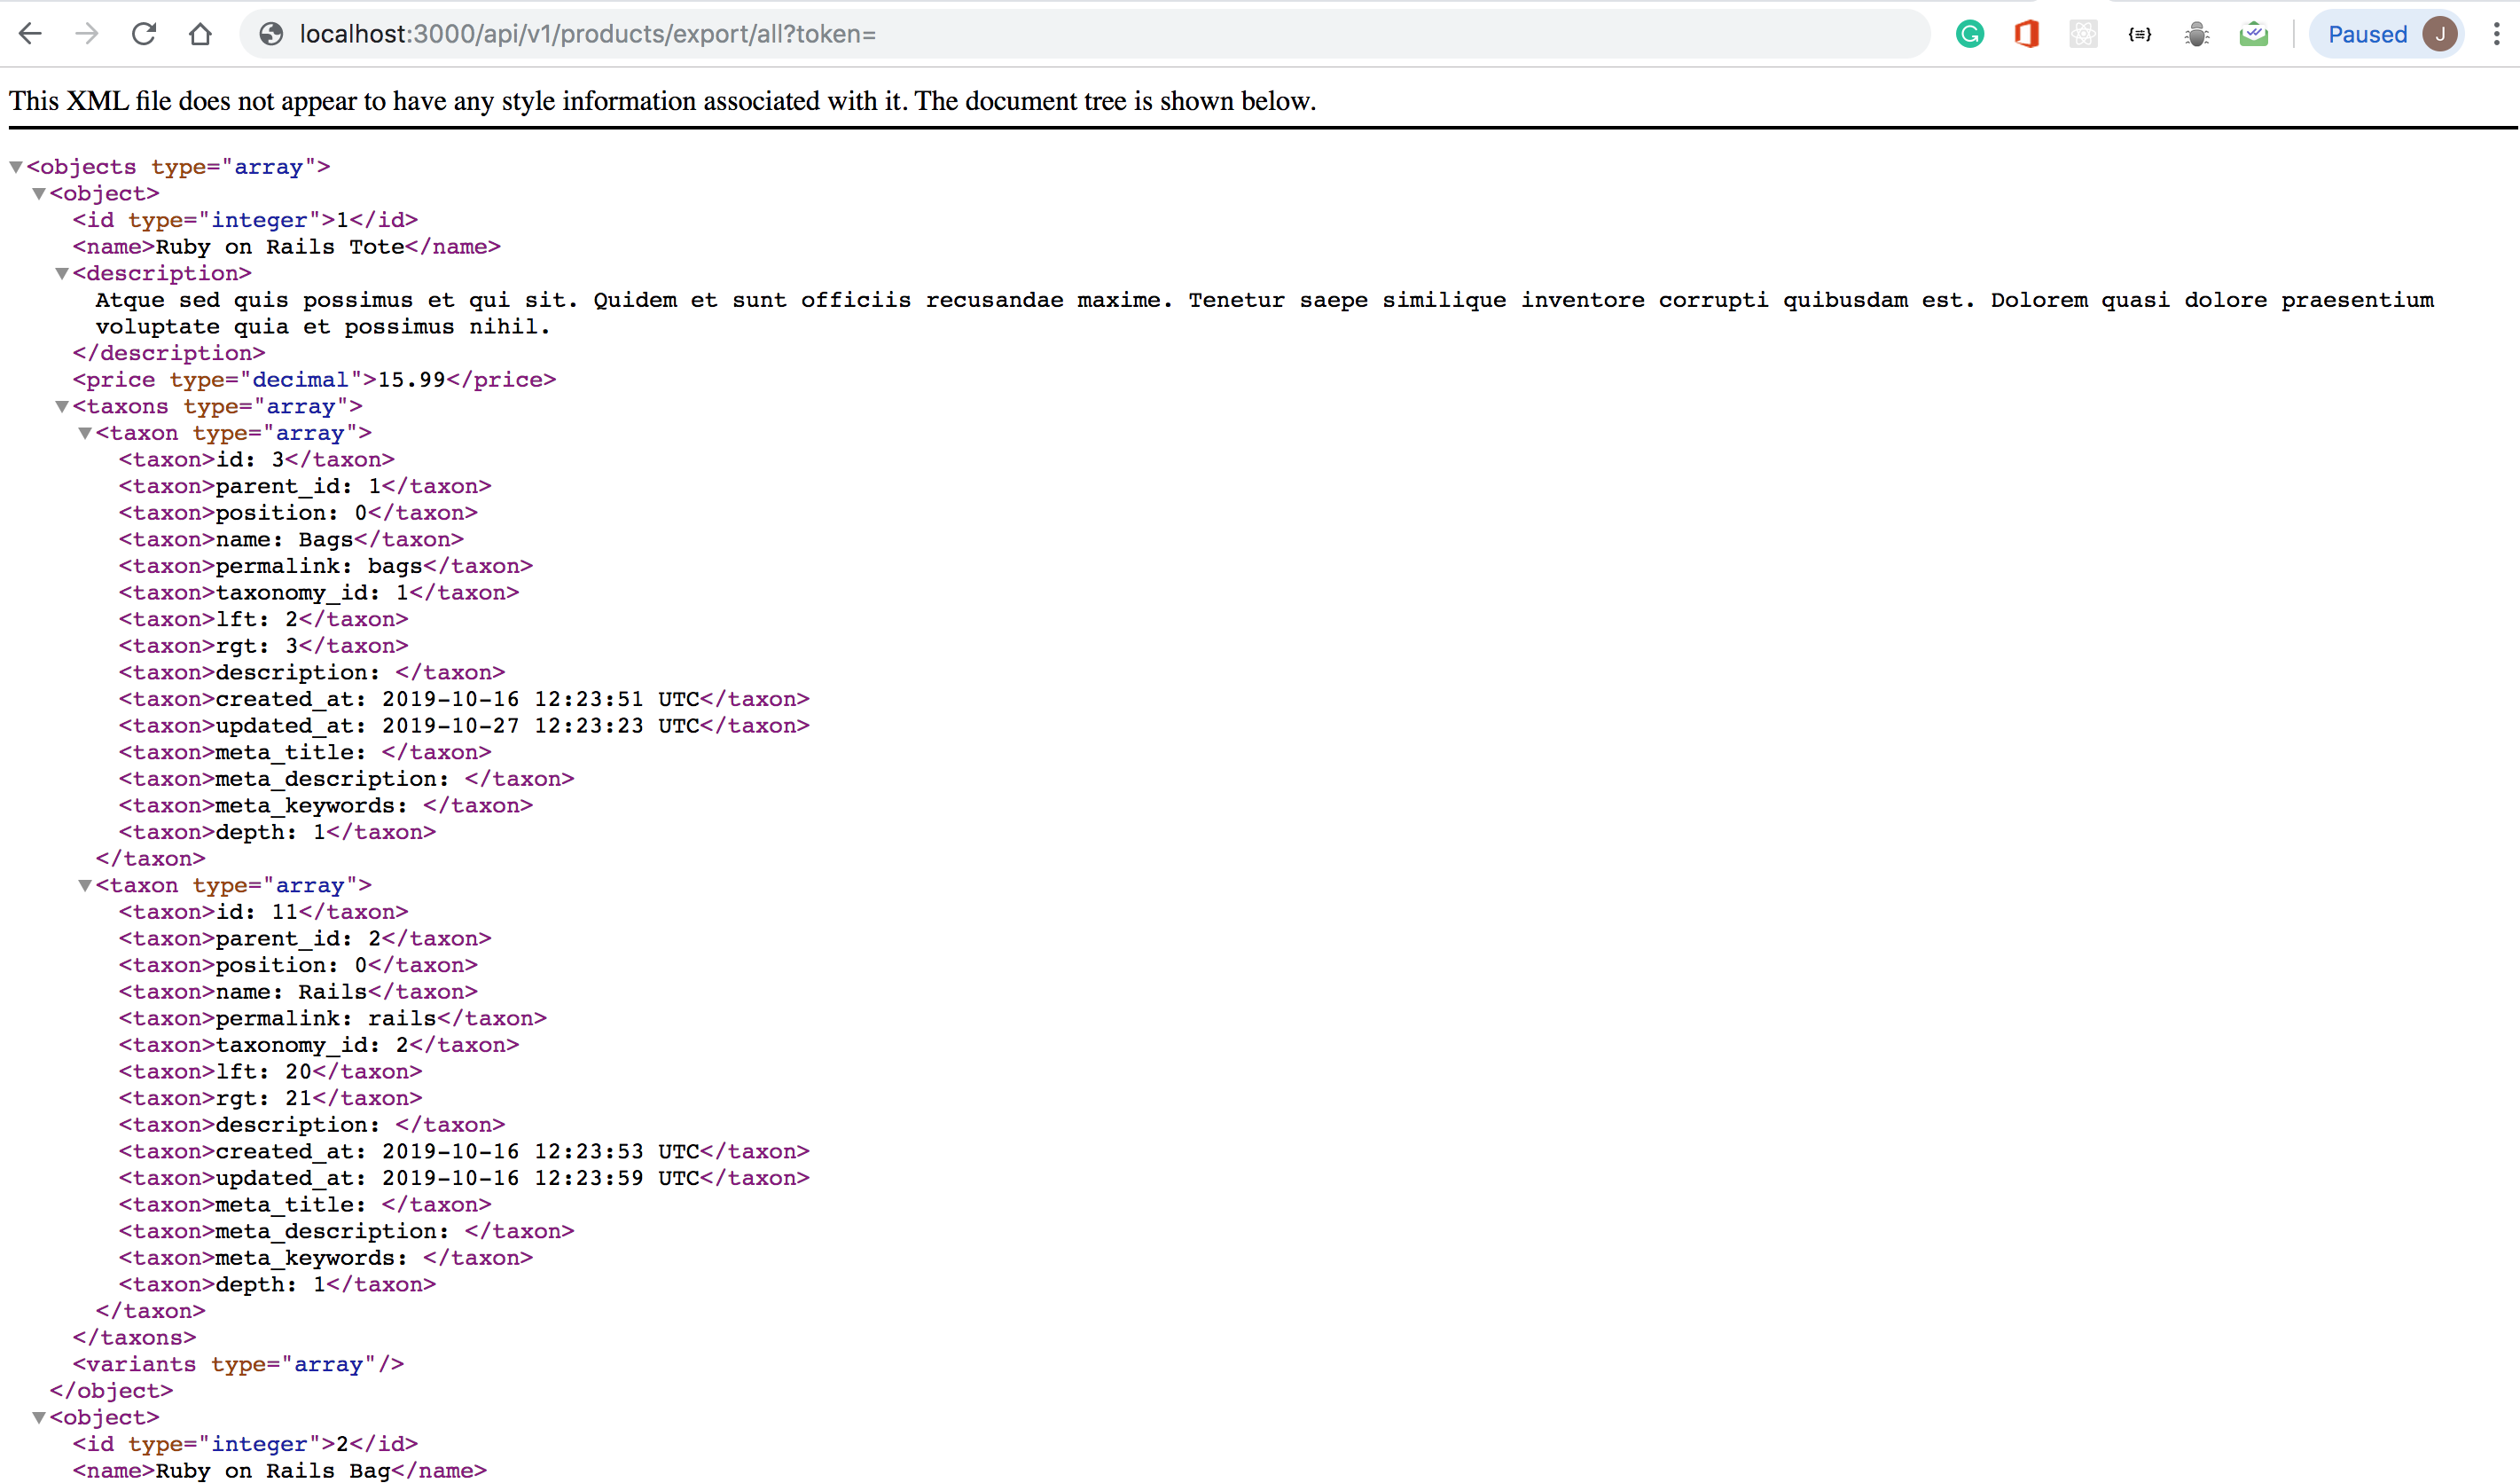 localhost:3000/api/v1/products/export/all?token=
G
{≡}
Paused
J
This XML file does not appear to have any style information associated with it. The document tree is shown below.
▼<objects type="array">
▼<object>
<id type="integer">1</id>
<name>Ruby on Rails Tote</name>
▼<description>
Atque sed quis possimus et qui sit. Quidem et sunt officiis recusandae maxime. Tenetur saepe similique inventore corrupti quibusdam est. Dolorem quasi dolore praesentium
voluptate quia et possimus nihil.
</description>
<price type="decimal">15.99</price>
▼<taxons type="array">
▼<taxon type="array">
<taxon>id: 3</taxon>
<taxon>parent_id: 1</taxon>
<taxon>position: 0</taxon>
<taxon>name: Bags</taxon>
<taxon>permalink: bags</taxon>
<taxon>taxonomy_id: 1</taxon>
<taxon>lft: 2</taxon>
<taxon>rgt: 3</taxon>
<taxon>description: </taxon>
<taxon>created_at: 2019-10-16 12:23:51 UTC</taxon>
<taxon>updated_at: 2019-10-27 12:23:23 UTC</taxon>
<taxon>meta_title: </taxon>
<taxon>meta_description: </taxon>
<taxon>meta_keywords: </taxon>
<taxon>depth: 1</taxon>
</taxon>
▼<taxon type="array">
<taxon>id: 11</taxon>
<taxon>parent_id: 2</taxon>
<taxon>position: 0</taxon>
<taxon>name: Rails</taxon>
<taxon>permalink: rails</taxon>
<taxon>taxonomy_id: 2</taxon>
<taxon>lft: 20</taxon>
<taxon>rgt: 21</taxon>
<taxon>description: </taxon>
<taxon>created_at: 2019-10-16 12:23:53 UTC</taxon>
<taxon>updated_at: 2019-10-16 12:23:59 UTC</taxon>
<taxon>meta_title: </taxon>
<taxon>meta_description: </taxon>
<taxon>meta_keywords: </taxon>
<taxon>depth: 1</taxon>
</taxon>
</taxons>
<variants type="array"/>
</object>
▼<object>
<id type="integer">2</id>
<name>Ruby on Rails Bag</name>